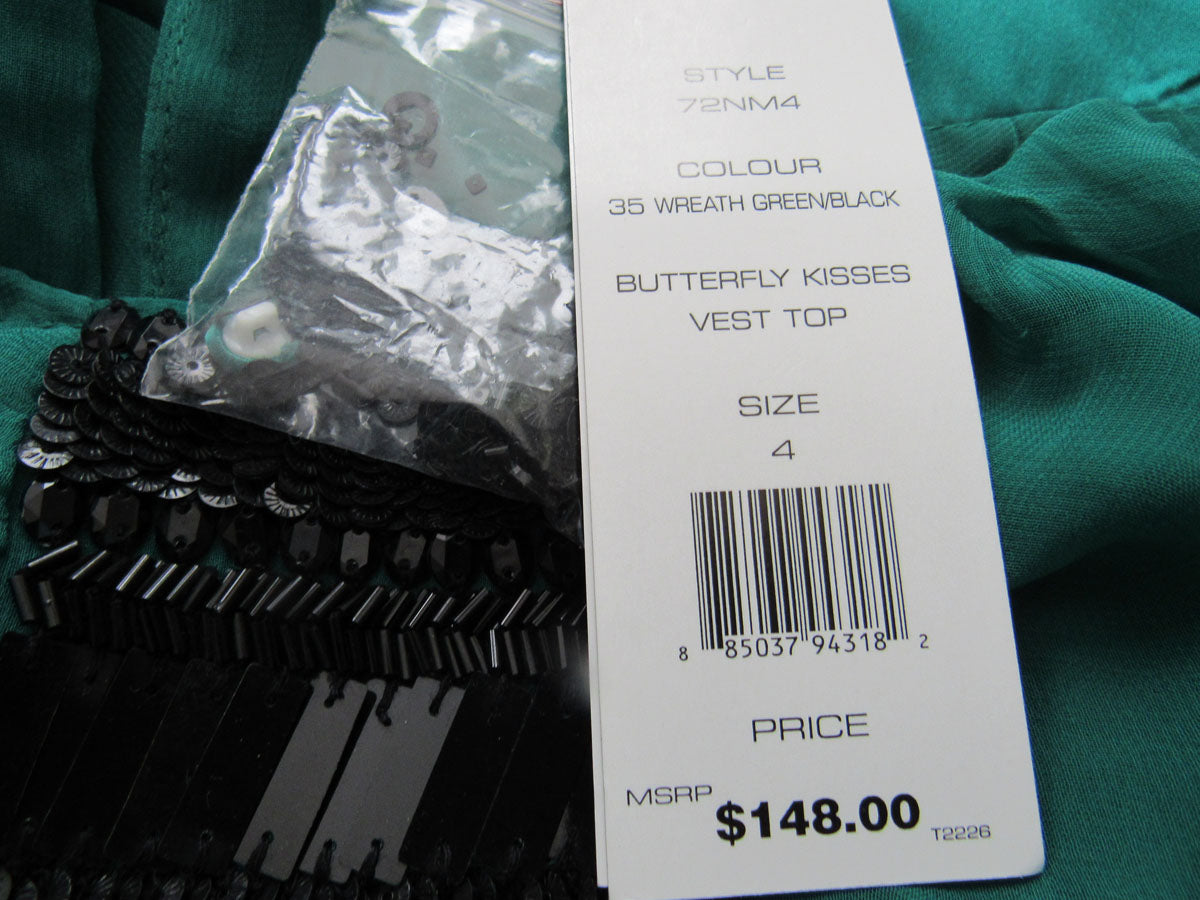 STYLE
72NM4
COLOUR
35 WREATH GREEN/BLACK
BUTTERFLY KISSES
VEST TOP
SIZE
4
8 85037 94318 2
PRICE
MSRP $148.00 T2226